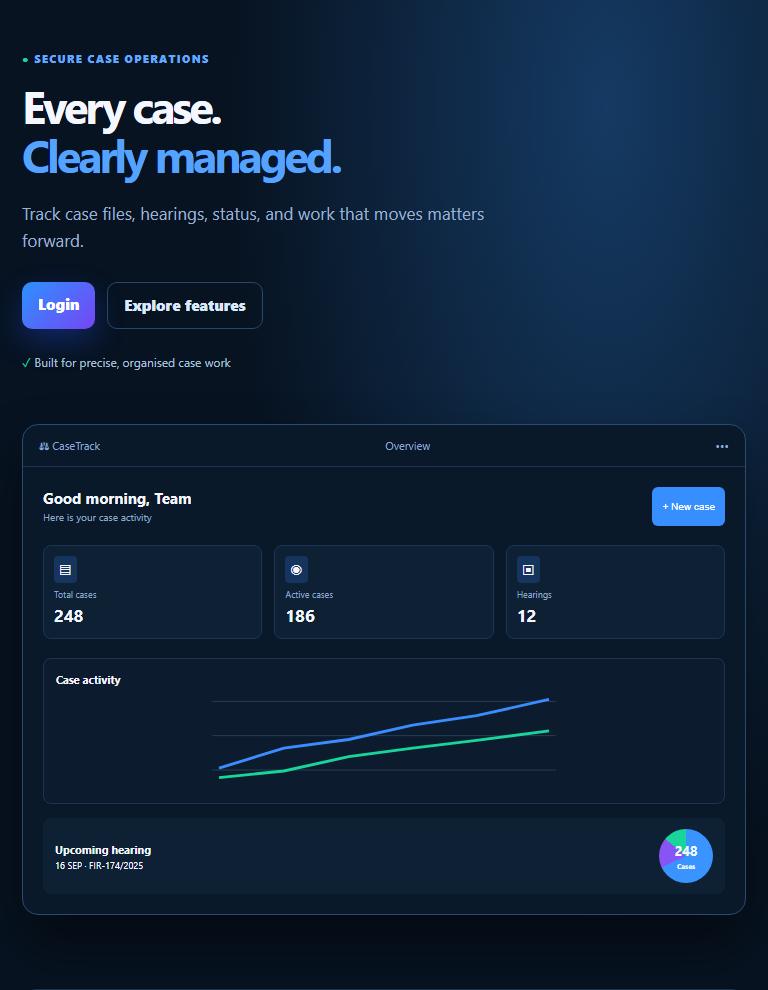 SECURE CASE OPERATIONS
Every case.
Clearly managed.
Track case files, hearings, status, and work that moves matters
forward.
Login
Explore features
✓ Built for precise, organised case work
CaseTrack
Overview
•••
Good morning, Team
Here is your case activity
+ New case
Total cases
248
Active cases
186
Hearings
12
Case activity
Upcoming hearing
16 SEP · FIR-174/2025
248
Cases